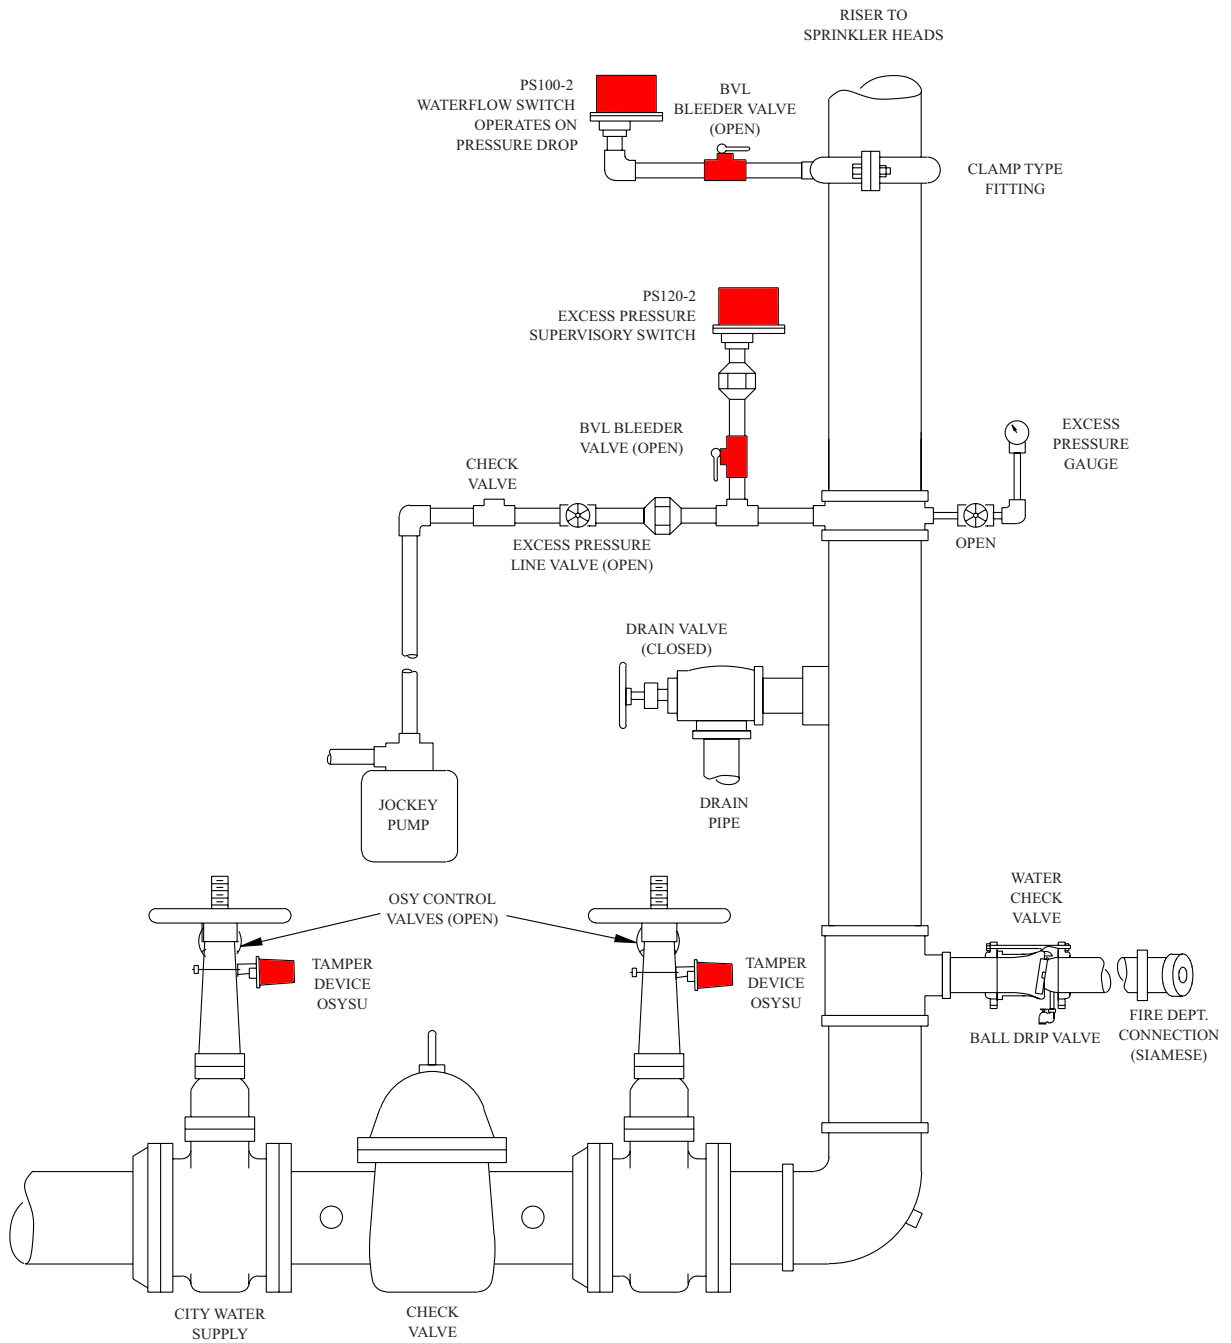 RISER TO
SPRINKLER HEADS
PS100-2
WATERFLOW SWITCH
OPERATES ON
PRESSURE DROP
BVL
BLEEDER VALVE
(OPEN)
CLAMP TYPE
FITTING
PS120-2
EXCESS PRESSURE
SUPERVISORY SWITCH
BVL BLEEDER
VALVE (OPEN)
EXCESS
PRESSURE
GAUGE
CHECK
VALVE
EXCESS PRESSURE
LINE VALVE (OPEN)
OPEN
DRAIN VALVE
(CLOSED)
DRAIN
PIPE
JOCKEY
PUMP
OSY CONTROL
VALVES (OPEN)
WATER
CHECK
VALVE
TAMPER
DEVICE
OSYSU
TAMPER
DEVICE
OSYSU
BALL DRIP VALVE
FIRE DEPT.
CONNECTION
(SIAMESE)
CITY WATER
SUPPLY
CHECK
VALVE